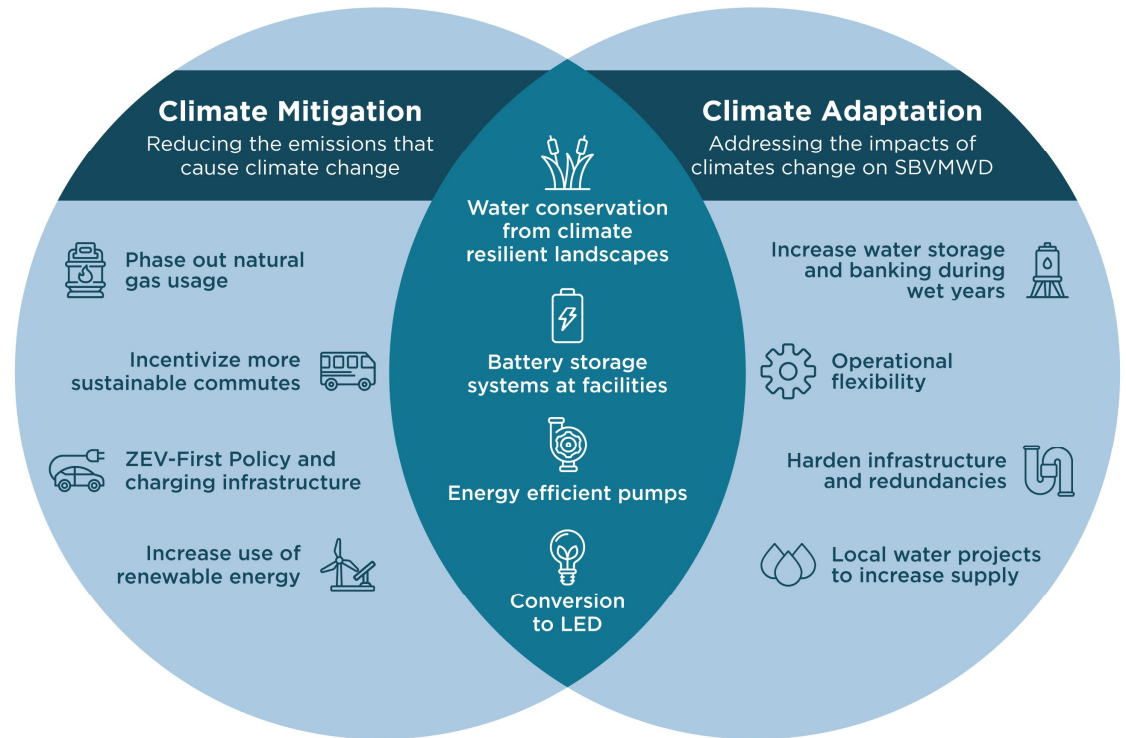 Climate Mitigation
Reducing the emissions that
cause climate change
Phase out natural
gas usage
Incentivize more
sustainable commutes
ZEV-First Policy and
charging infrastructure
Increase use of
renewable energy
Water conservation
from climate
resilient landscapes
Battery storage
systems at facilities
Energy efficient pumps
Conversion
to LED
Climate Adaptation
Addressing the impacts of
climates change on SBVMWD
Increase water storage
and banking during
wet years
Operational
flexibility
Harden infrastructure
and redundancies
Local water projects
to increase supply